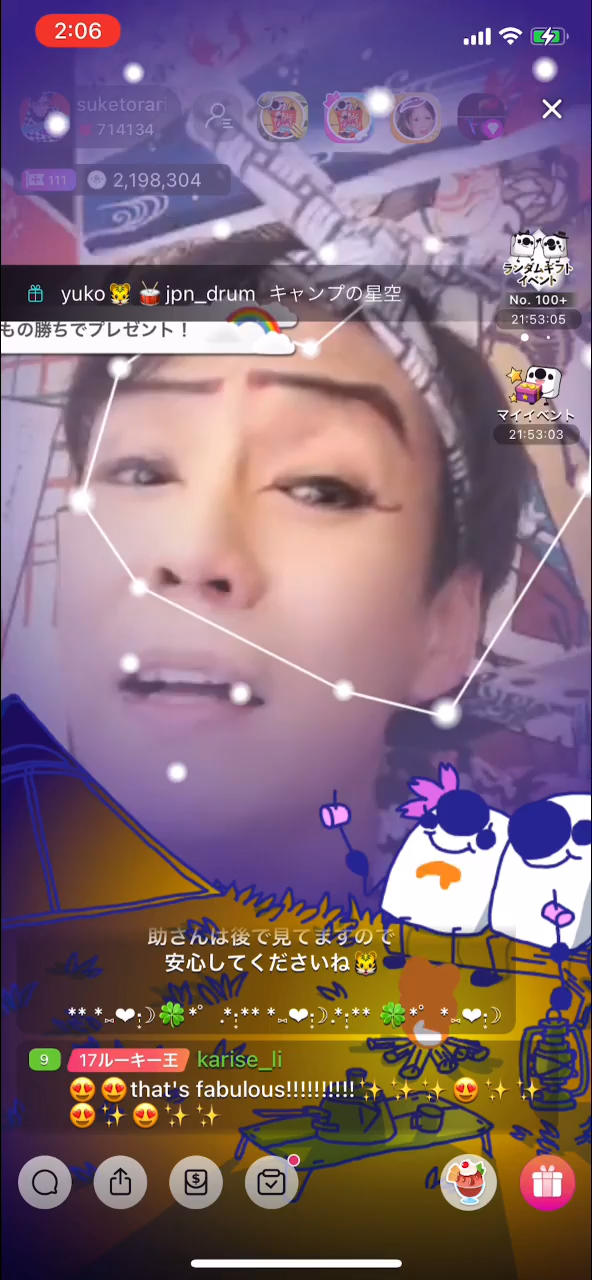 2:06
suketorar
714134
111
2,198,304
ランダムギフト
イベント
No. 100+
21:53:05
yuko🐯🥁jpn_drum キャンプの星空
もの勝ちでプレゼント！
マイイベント
21:53:03
助さんは後で見てますので
安心してくださいね🐯
9 17ルーキー王 karise_li
😍😍that's fabulous!!!!!!!!!!✨✨✨😍✨✨
😍✨😍✨✨